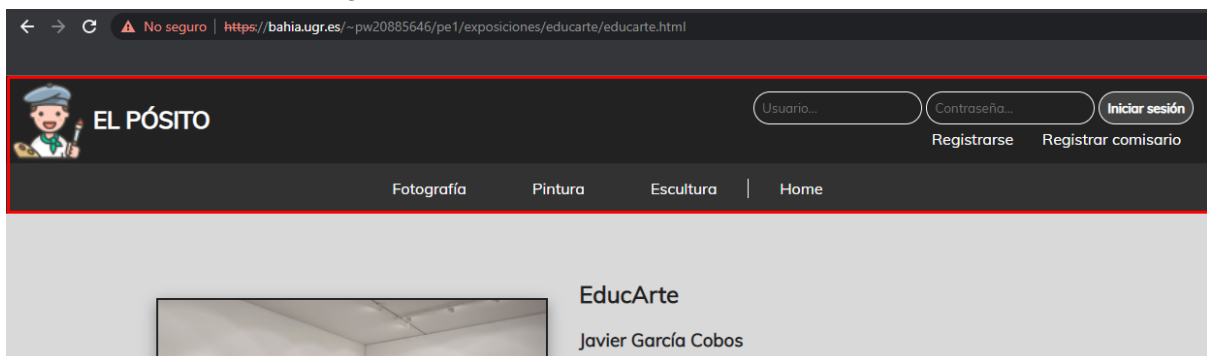 No seguro | https://bahia.ugr.es/~pw20885646/pe1/exposiciones/educarte/educarte.html
EL PÓSITO
Usuario... Contraseña... Iniciar sesión
Registrarse Registrar comisario
Fotografía Pintura Escultura | Home
EducArte
Javier García Cobos